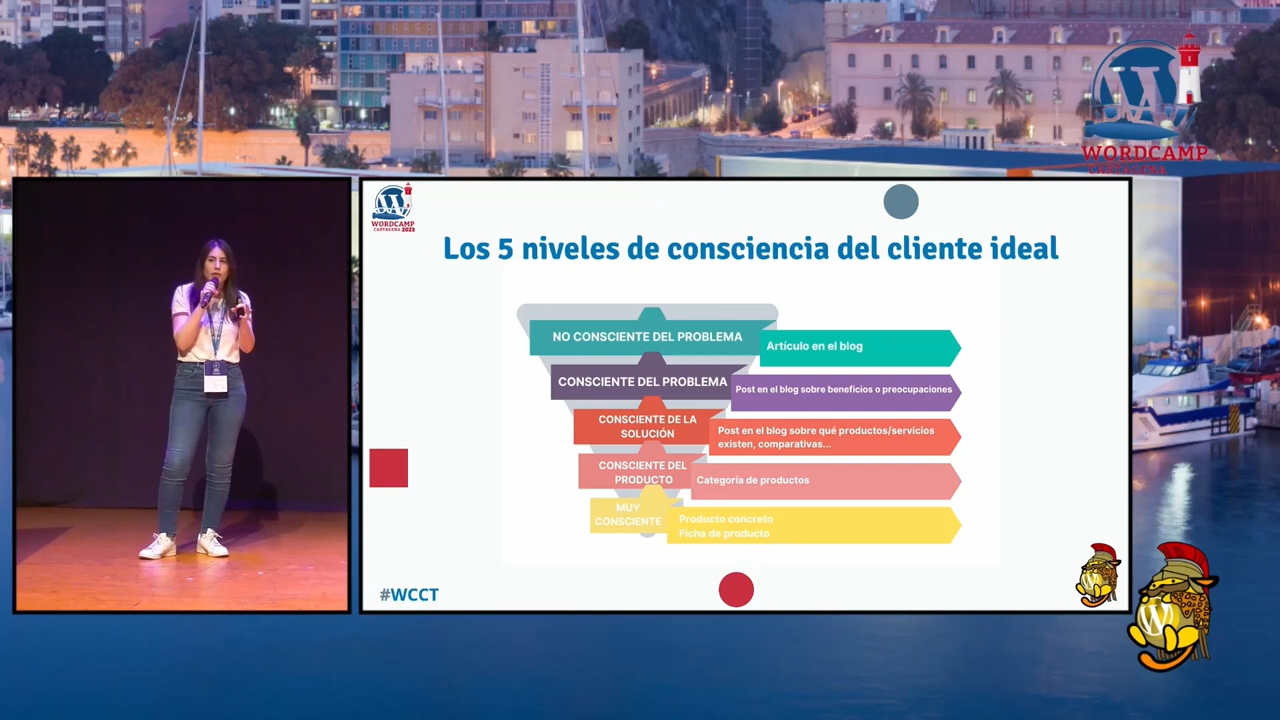 WORDCAMP
CARTAGENA
WORDCAMP
CARTAGENA 2023
Los 5 niveles de consciencia del cliente ideal
NO CONSCIENTE DEL PROBLEMA
Artículo en el blog
CONSCIENTE DEL PROBLEMA
Post en el blog sobre beneficios o preocupaciones
CONSCIENTE DE LA
SOLUCIÓN
Post en el blog sobre qué productos/servicios
existen, comparativas...
CONSCIENTE DEL
PRODUCTO
Categoría de productos
MUY
CONSCIENTE
Producto concreto
Ficha de producto
#WCCT